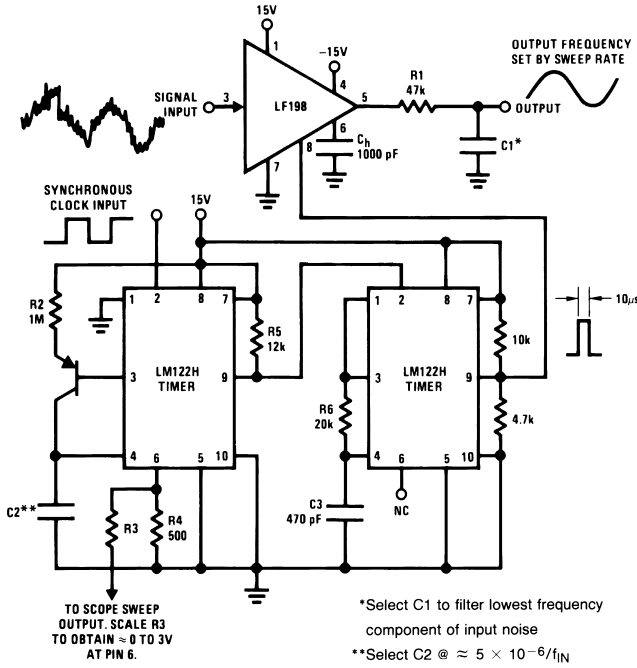 15V
1
-15V
4
OUTPUT FREQUENCY
SET BY SWEEP RATE
SIGNAL
INPUT
3
LF198
5
R1
47k
OUTPUT
6
8
Ch
1000 pF
7
C1*
SYNCHRONOUS
CLOCK INPUT
15V
R2
1M
1
2
8
7
R5
12k
3
LM122H
TIMER
9
4
6
5
10
C2**
R3
R4
500
TO SCOPE SWEEP
OUTPUT. SCALE R3
TO OBTAIN ≈ 0 TO 3V
AT PIN 6.
1
2
8
7
10k
10μs
3
LM122H
TIMER
9
R6
20k
4.7k
4
6
5
10
C3
470 pF
NC
*Select C1 to filter lowest frequency
component of input noise
**Select C2 @ ≈ 5 × 10−6/fIN